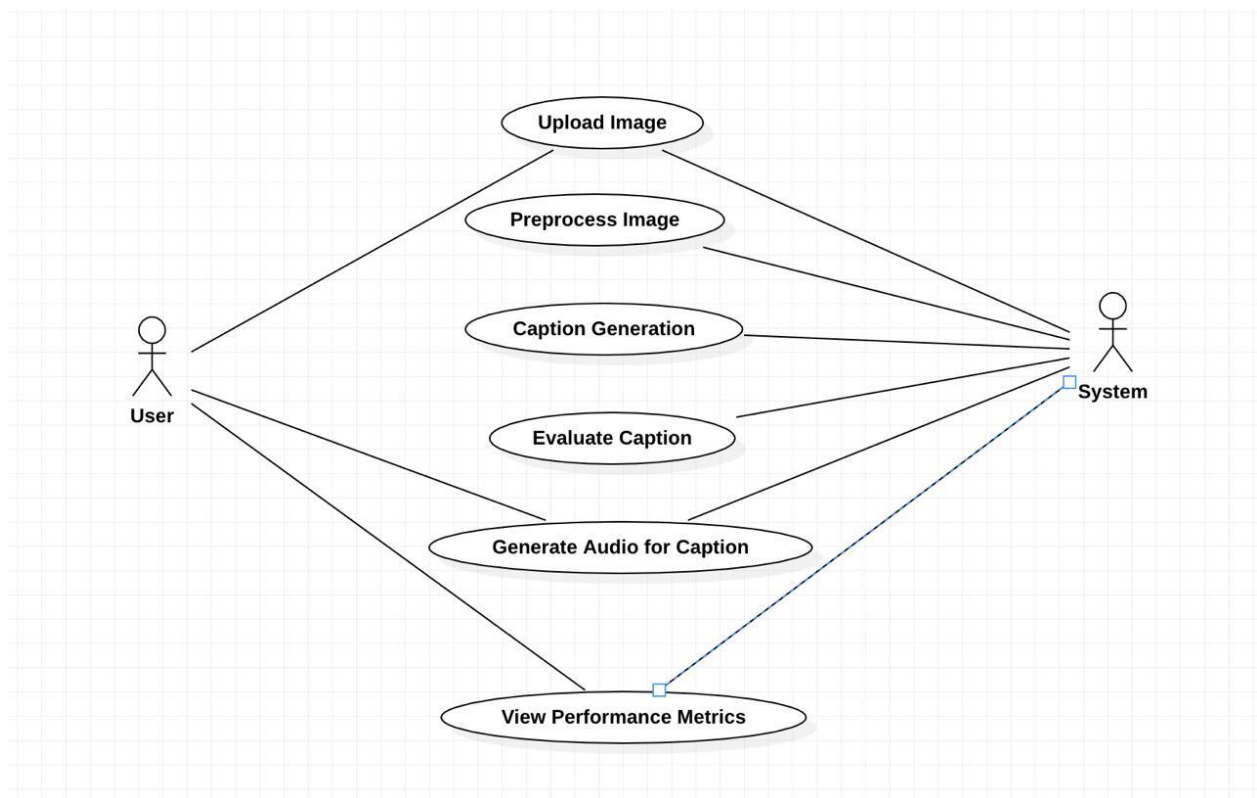 Upload Image
Preprocess Image
Caption Generation
System
User
Evaluate Caption
Generate Audio for Caption
View Performance Metrics